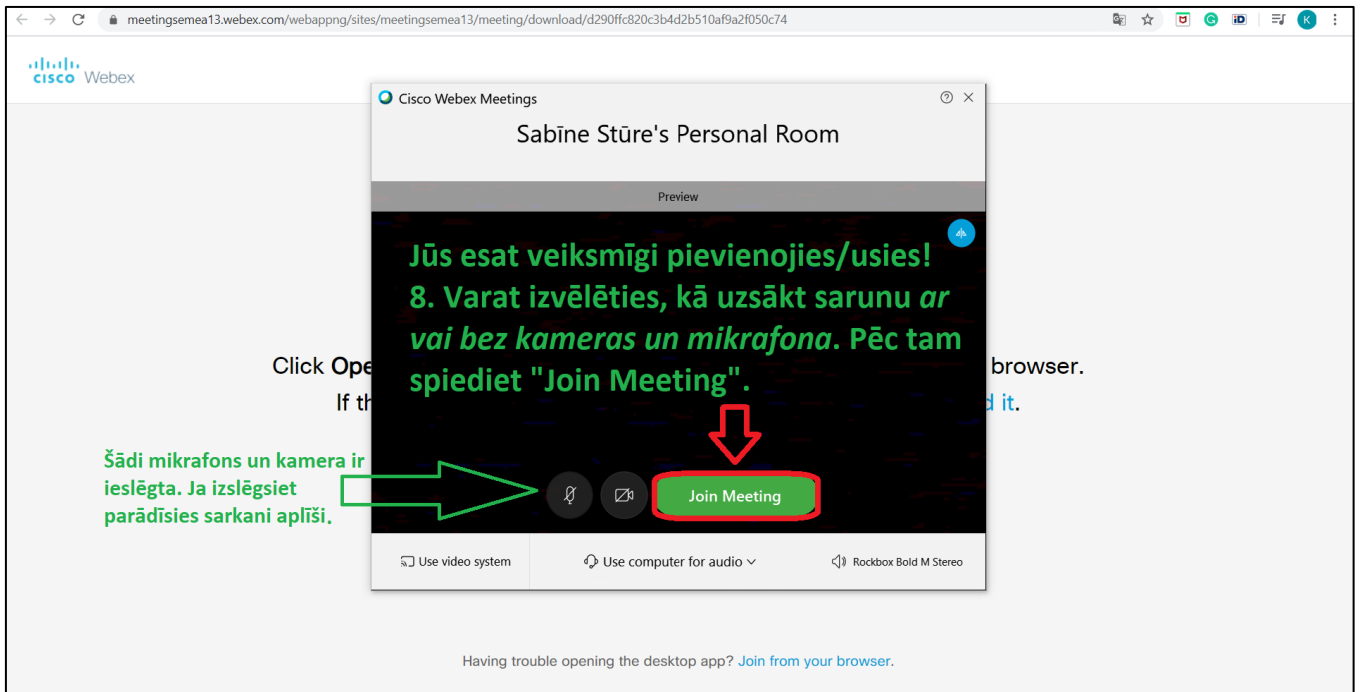 meetingsemea13.webex.com/webappng/sites/meetingsemea13/meeting/download/d290ffc820c3b4d2b510af9a2f050c74
iD
K
cisco Webex
Cisco Webex Meetings
Sabīne Stūre's Personal Room
Preview
Jūs esat veiksmīgi pievienojies/usies!
8. Varat izvēlēties, kā uzsākt sarunu ar
vai bez kameras un mikrafona. Pēc tam
spiediet "Join Meeting".
Click Ope
browser.
If th
d it.
Šādi mikrafons un kamera ir
ieslēgta. Ja izslēgsiet
parādīsies sarkani aplīši.
Join Meeting
Use video system
Use computer for audio
Rockbox Bold M Stereo
Having trouble opening the desktop app? Join from your browser.